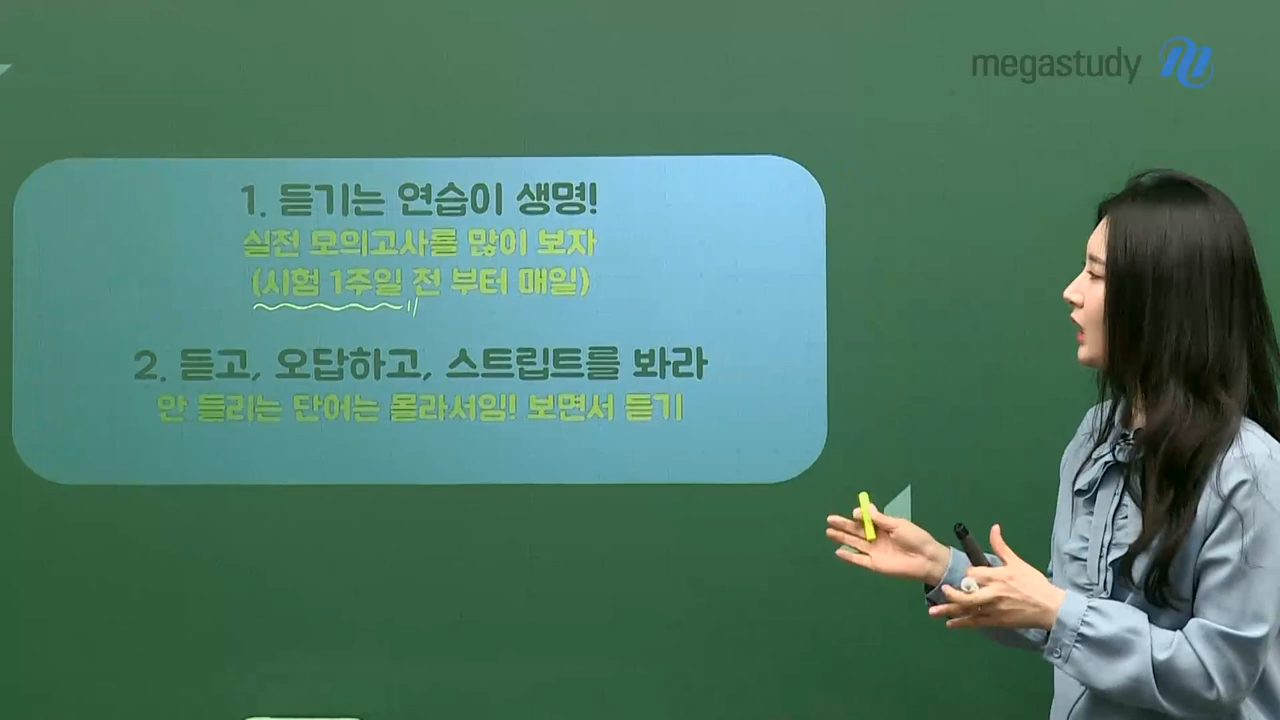 megastudy
1. 듣기는 연습이 생명!
실전 모의고사를 많이 보자
(시험 1주일 전 부터 매일)
2. 듣고, 오답하고, 스트립트를 봐라
안 들리는 단어는 몰라서임! 보면서 듣기